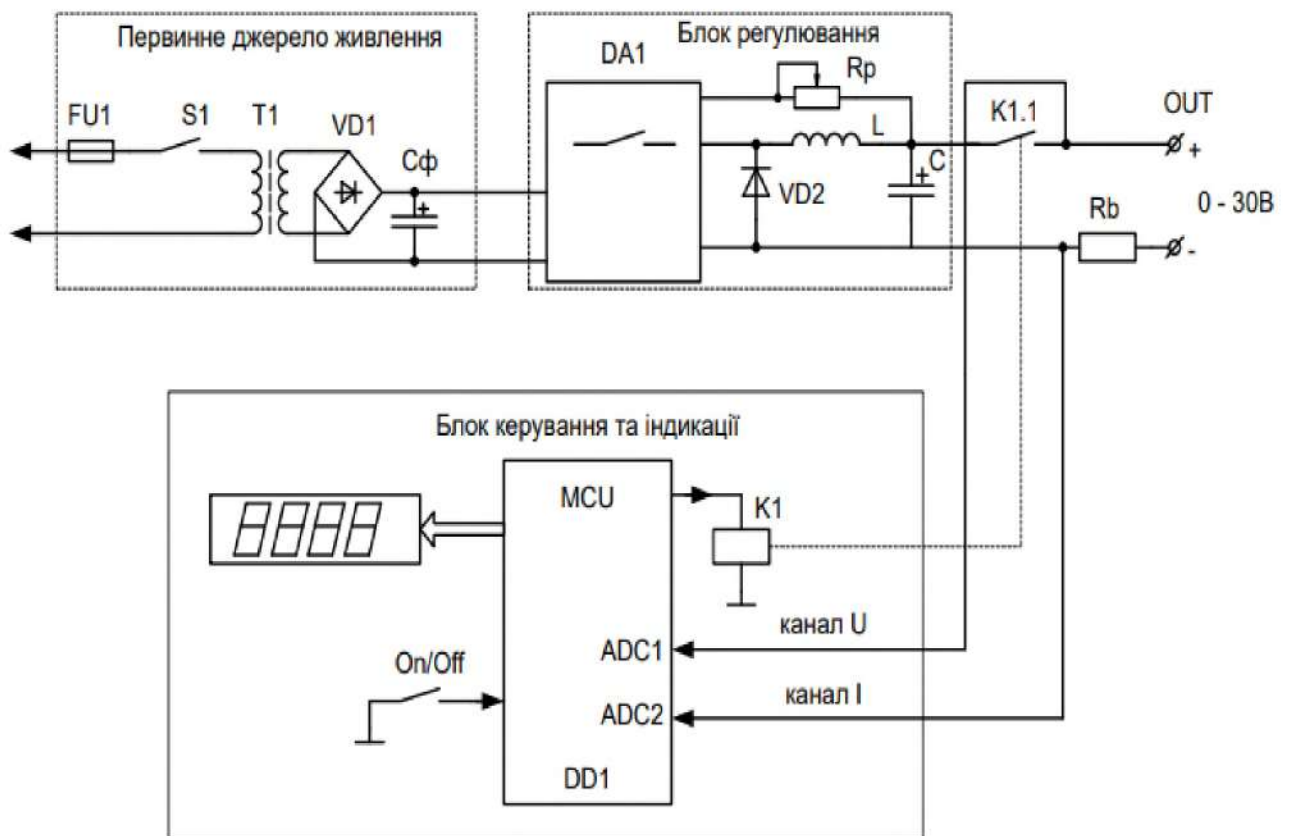 Первинне джерело живлення
Блок регулювання
DA1
Rp
FU1
S1
T1
VD1
Cф
+
L
VD2
+
C
K1.1
OUT
+
0 - 30В
Rb
-
Блок керування та індикації
MCU
K1
канал U
ADC1
On/Off
канал I
ADC2
DD1